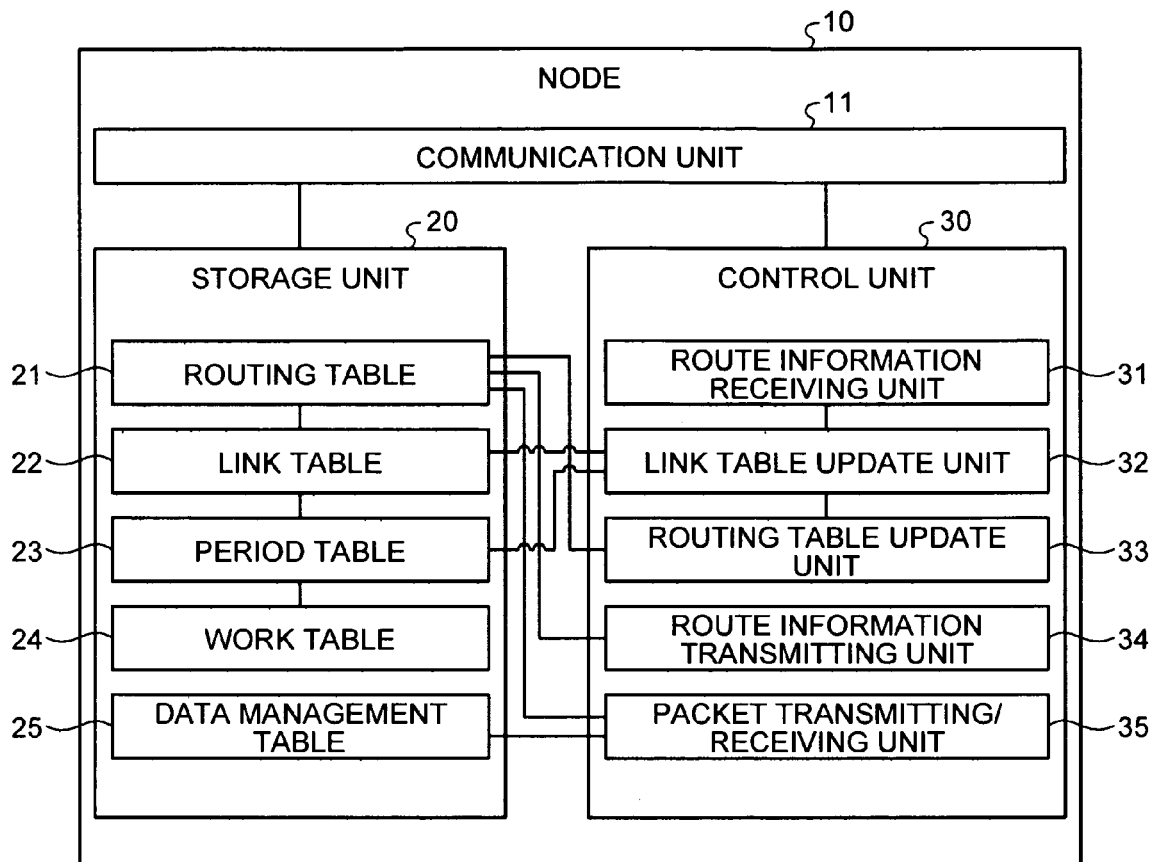 10
NODE
11
COMMUNICATION UNIT
20
STORAGE UNIT
30
CONTROL UNIT
21
ROUTING TABLE
ROUTE INFORMATION
RECEIVING UNIT
31
22
LINK TABLE
LINK TABLE UPDATE UNIT
32
23
PERIOD TABLE
ROUTING TABLE UPDATE
UNIT
33
24
WORK TABLE
ROUTE INFORMATION
TRANSMITTING UNIT
34
25
DATA MANAGEMENT
TABLE
PACKET TRANSMITTING/
RECEIVING UNIT
35